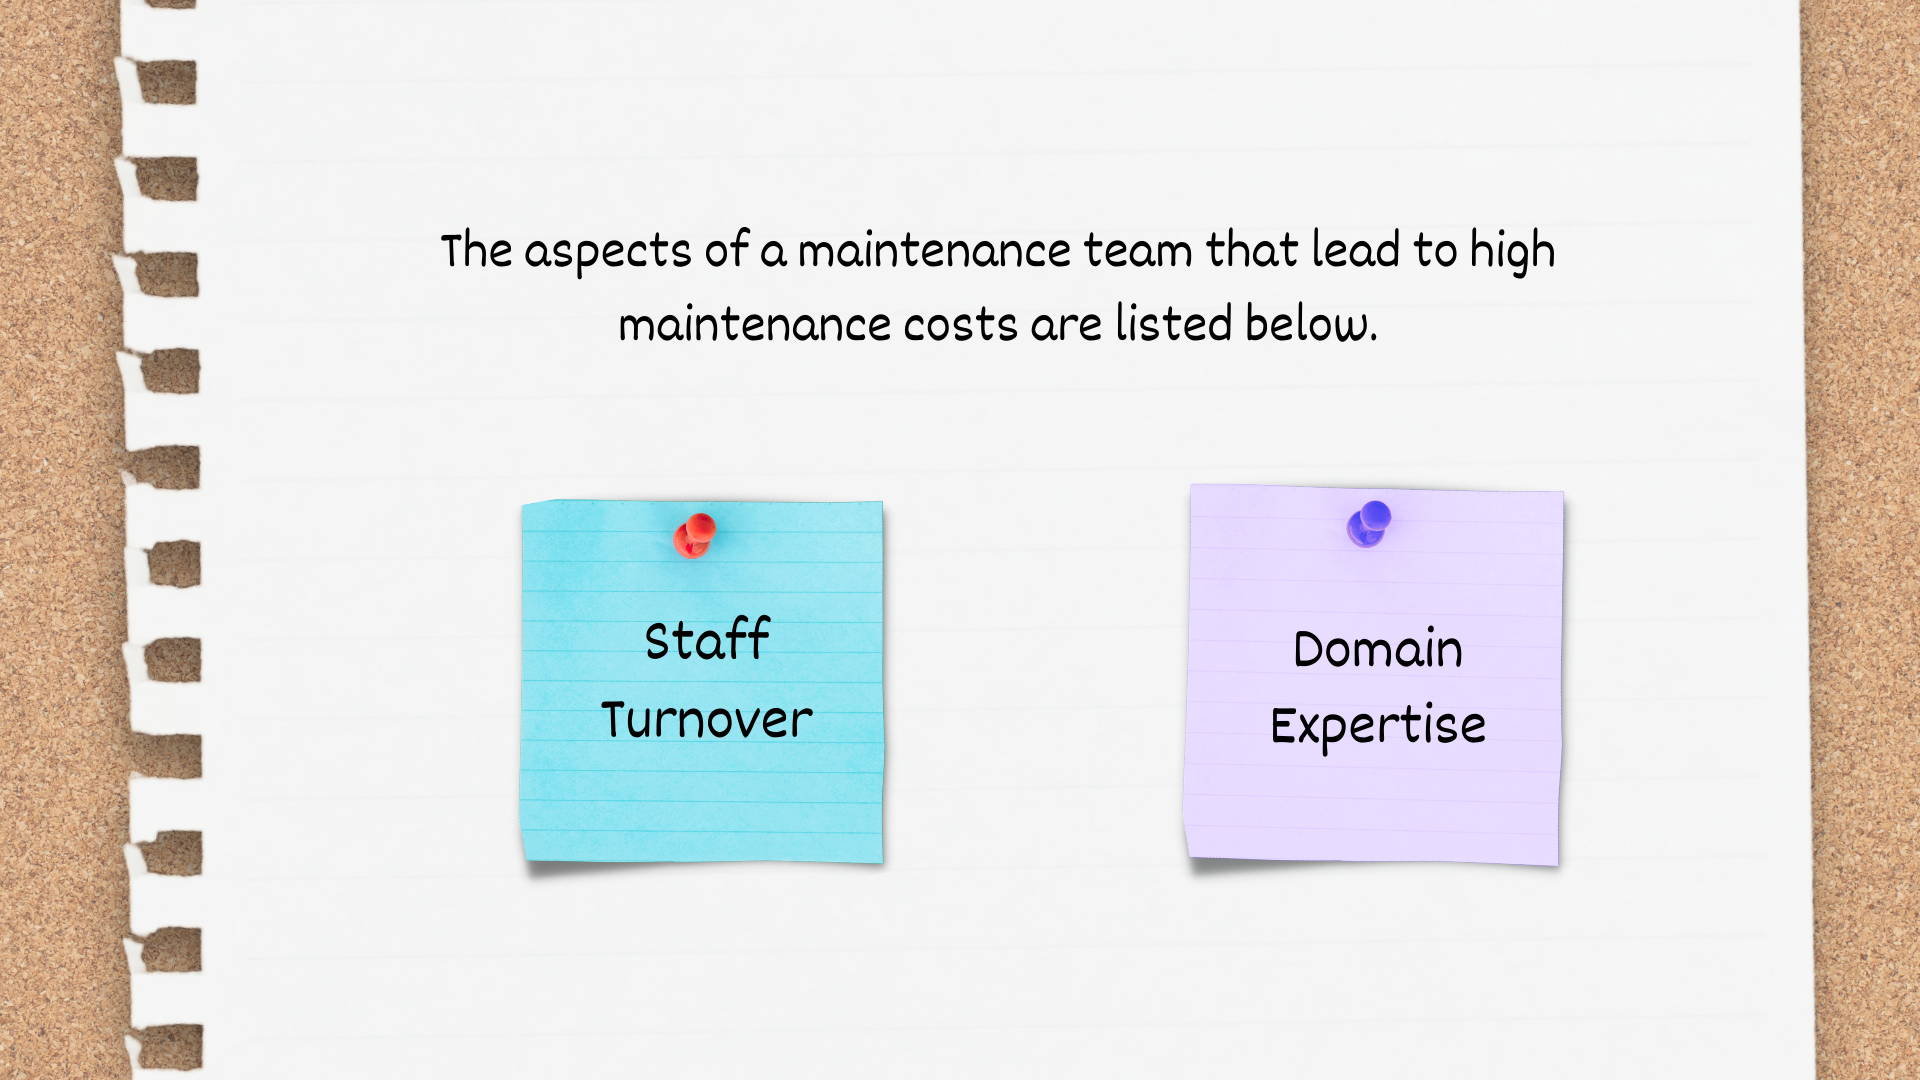 The aspects of a maintenance team that lead to high
maintenance costs are listed below.
Staff
Turnover
Domain
Expertise